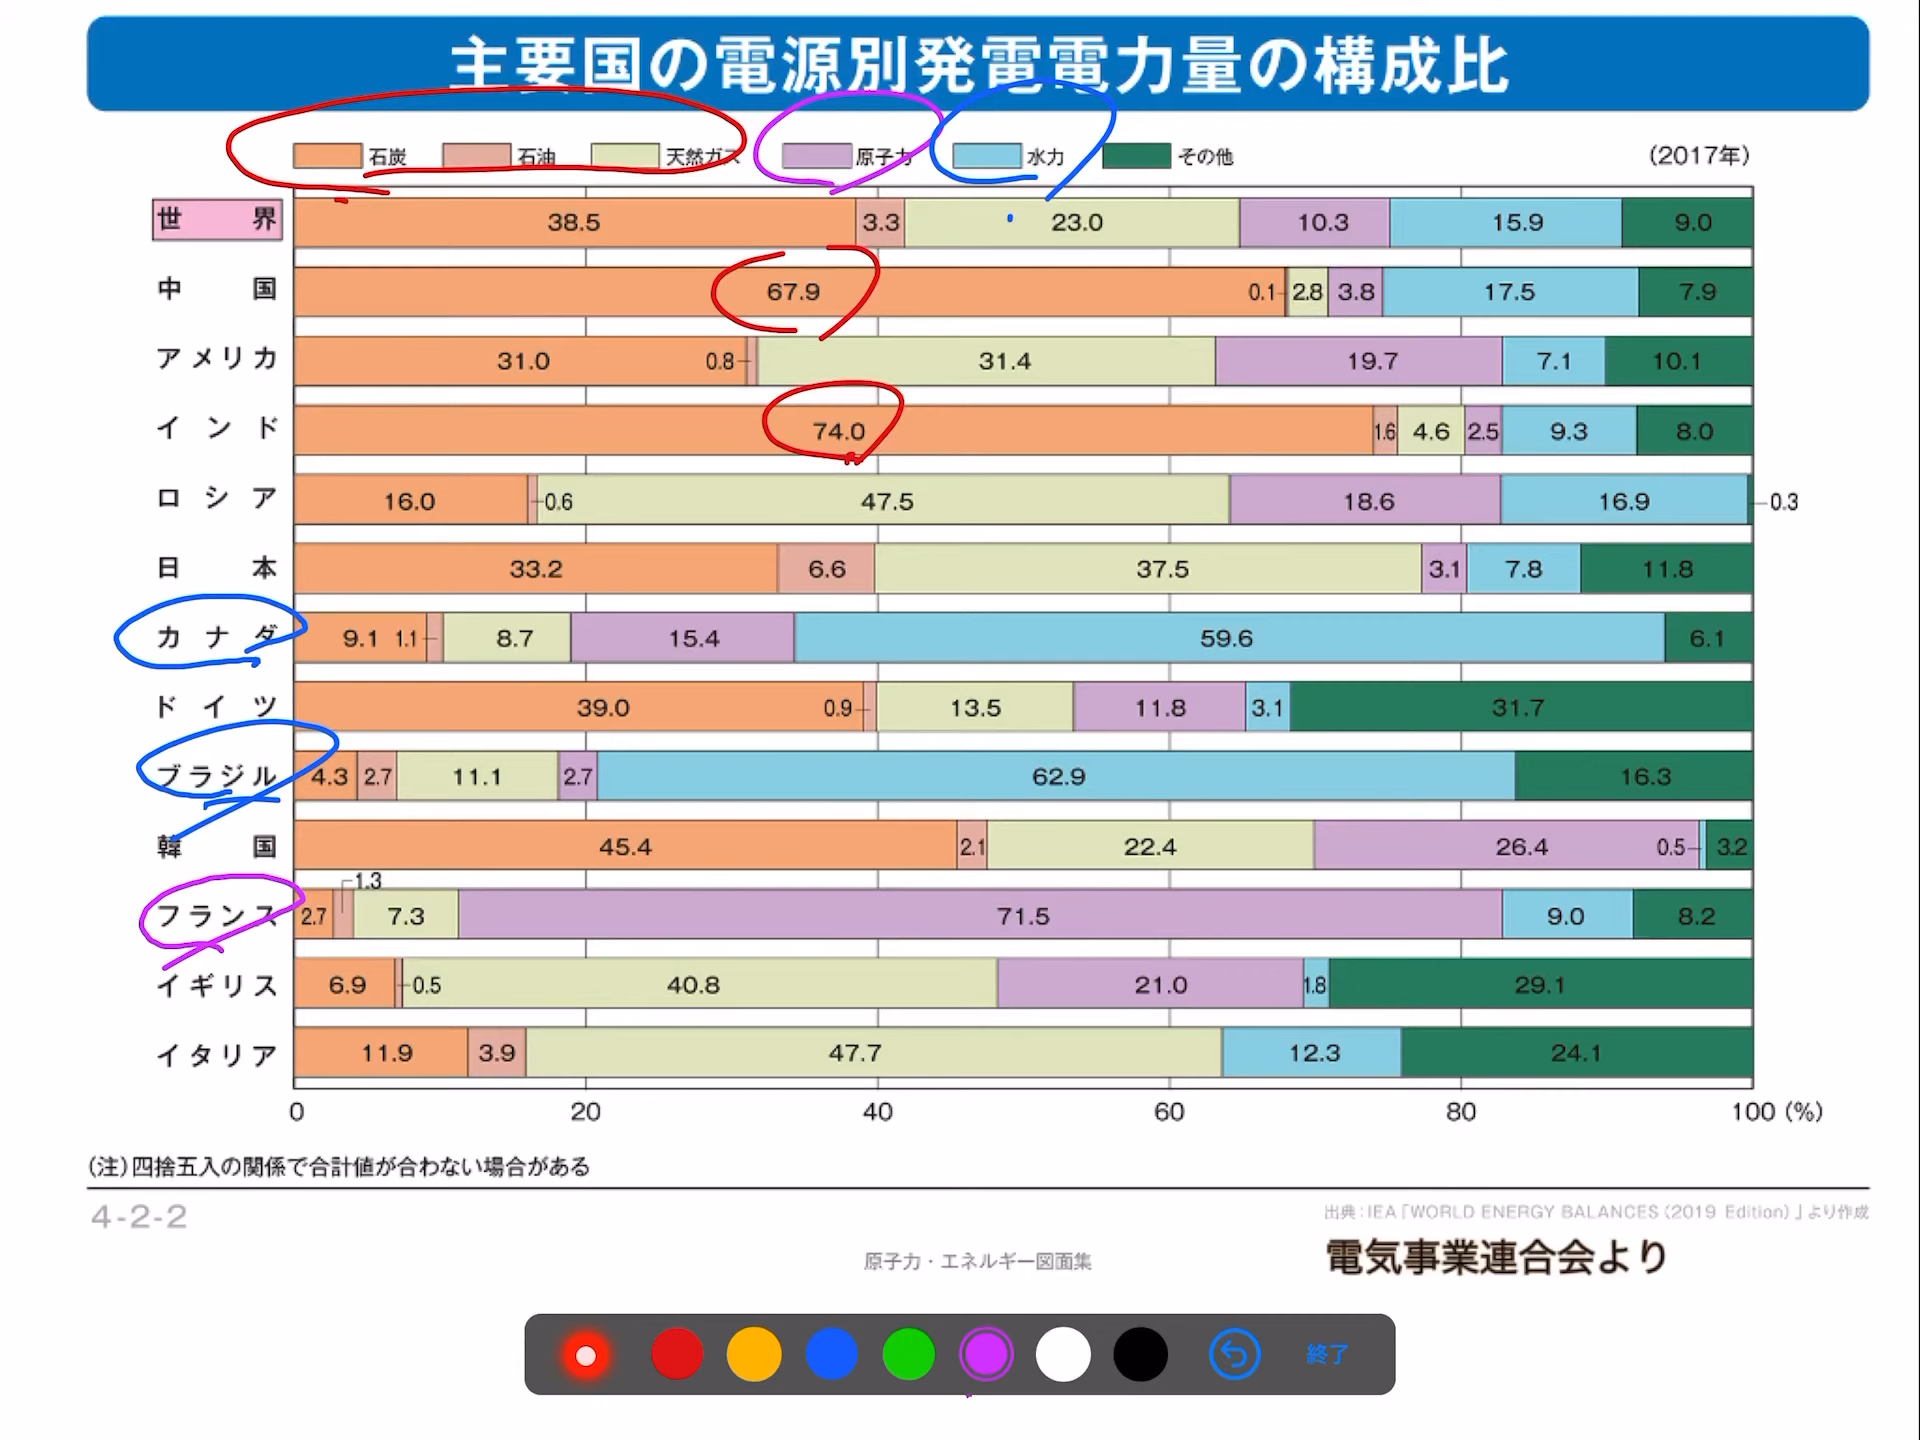 主要国の電源別発電電力量の構成比
石炭 石油 天然ガス 原子力 水力 その他 (2017年)
世界 38.5 3.3 23.0 10.3 15.9 9.0
中国 67.9 0.1 2.8 3.8 17.5 7.9
アメリカ 31.0 0.8 31.4 19.7 7.1 10.1
インド 74.0 1.6 4.6 2.5 9.3 8.0
ロシア 16.0 0.6 47.5 18.6 16.9 0.3
日本 33.2 6.6 37.5 3.1 7.8 11.8
カナダ 9.1 1.1 8.7 15.4 59.6 6.1
ドイツ 39.0 0.9 13.5 11.8 3.1 31.7
ブラジル 4.3 2.7 11.1 2.7 62.9 16.3
韓国 45.4 2.1 22.4 26.4 0.5 3.2
フランス 2.7 1.3 7.3 71.5 9.0 8.2
イギリス 6.9 0.5 40.8 21.0 1.8 29.1
イタリア 11.9 3.9 47.7 12.3 24.1
0 20 40 60 80 100 (%)
(注)四捨五入の関係で合計値が合わない場合がある
4-2-2
出典:IEA「WORLD ENERGY BALANCES (2019 Edition)」より作成
原子力・エネルギー図面集
電気事業連合会より
終了